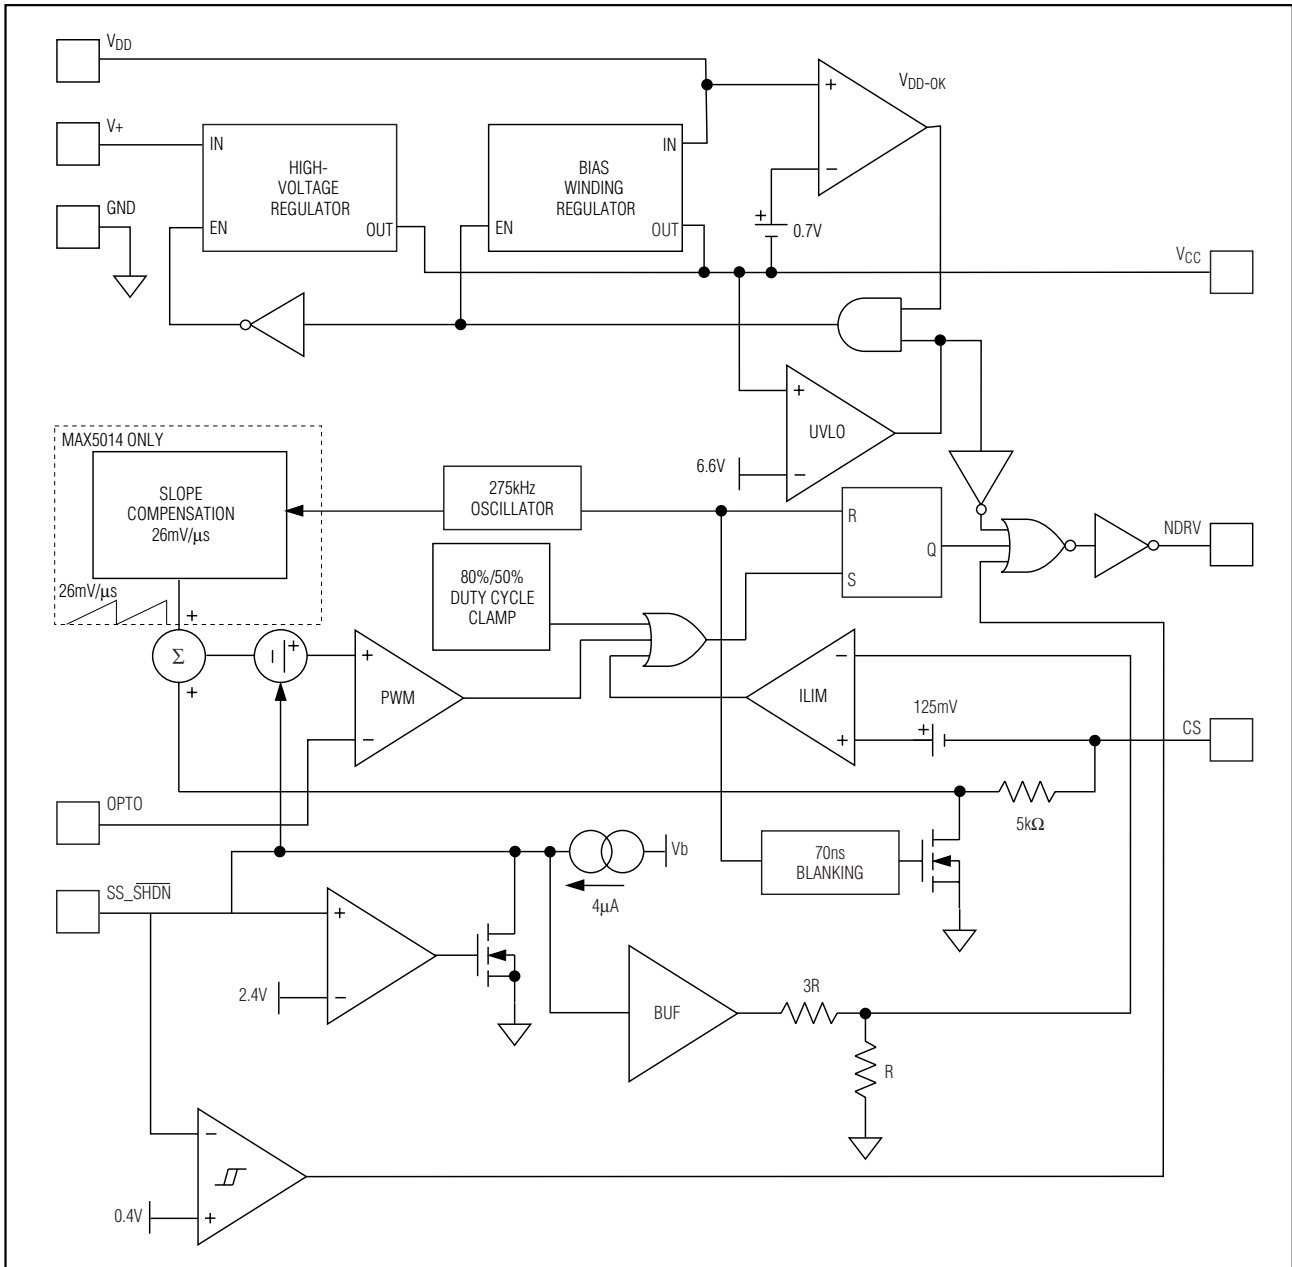 VDD
VDD-OK
+
V+
IN
HIGH-
VOLTAGE
REGULATOR
EN
OUT
IN
BIAS
WINDING
REGULATOR
EN
OUT
−
+
0.7V
GND
VCC
MAX5014 ONLY
SLOPE
COMPENSATION
26mV/μs
26mV/μs
+
Σ
+
+
UVLO
6.6V
−
275kHz
OSCILLATOR
R
Q
S
NDRV
80%/50%
DUTY CYCLE
CLAMP
+
+
PWM
−
−
ILIM
+
+
125mV
CS
5kΩ
OPTO
Vb
4μA
70ns
BLANKING
SS_SHDN
+
2.4V
−
BUF
3R
R
−
0.4V
+